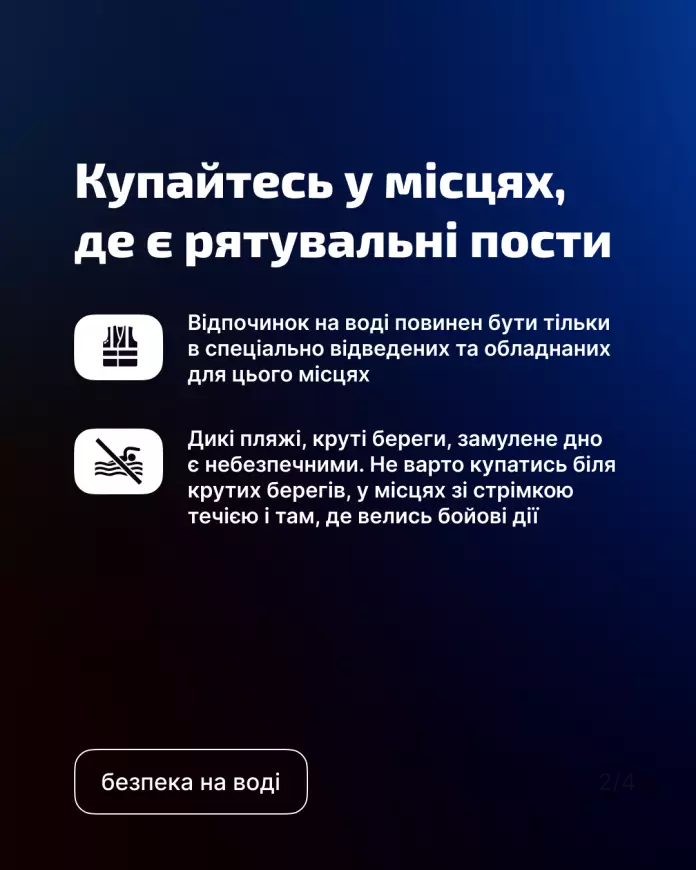 Купайтесь у місцях,
де є рятувальні пости
Відпочинок на воді повинен бути тільки
в спеціально відведених та обладнаних
для цього місцях
Дикі пляжі, круті береги, замулене дно
є небезпечними. Не варто купатись біля
крутих берегів, у місцях зі стрімкою
течією і там, де велись бойові дії
безпека на воді
2/4